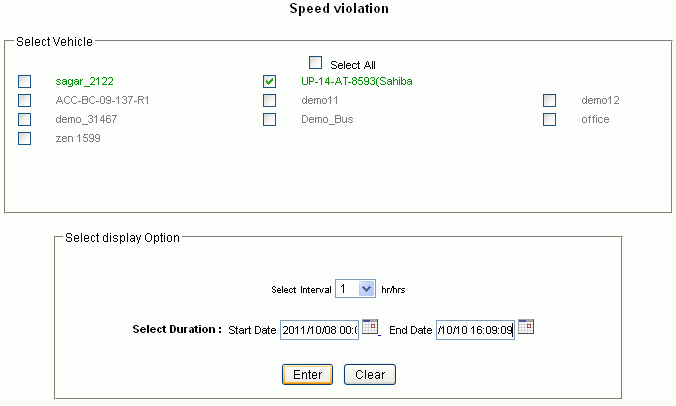 Speed violation
Select Vehicle
Select All
sagar_2122 UP-14-AT-8593(Sahiba
ACC-BC-09-137-R1 demo11 demo12
demo_31467 Demo_Bus office
zen 1599
Select display Option
Select Interval 1 hr/hrs
Select Duration : Start Date 2011/10/08 00:0 End Date /10/10 16:09:09
Enter Clear